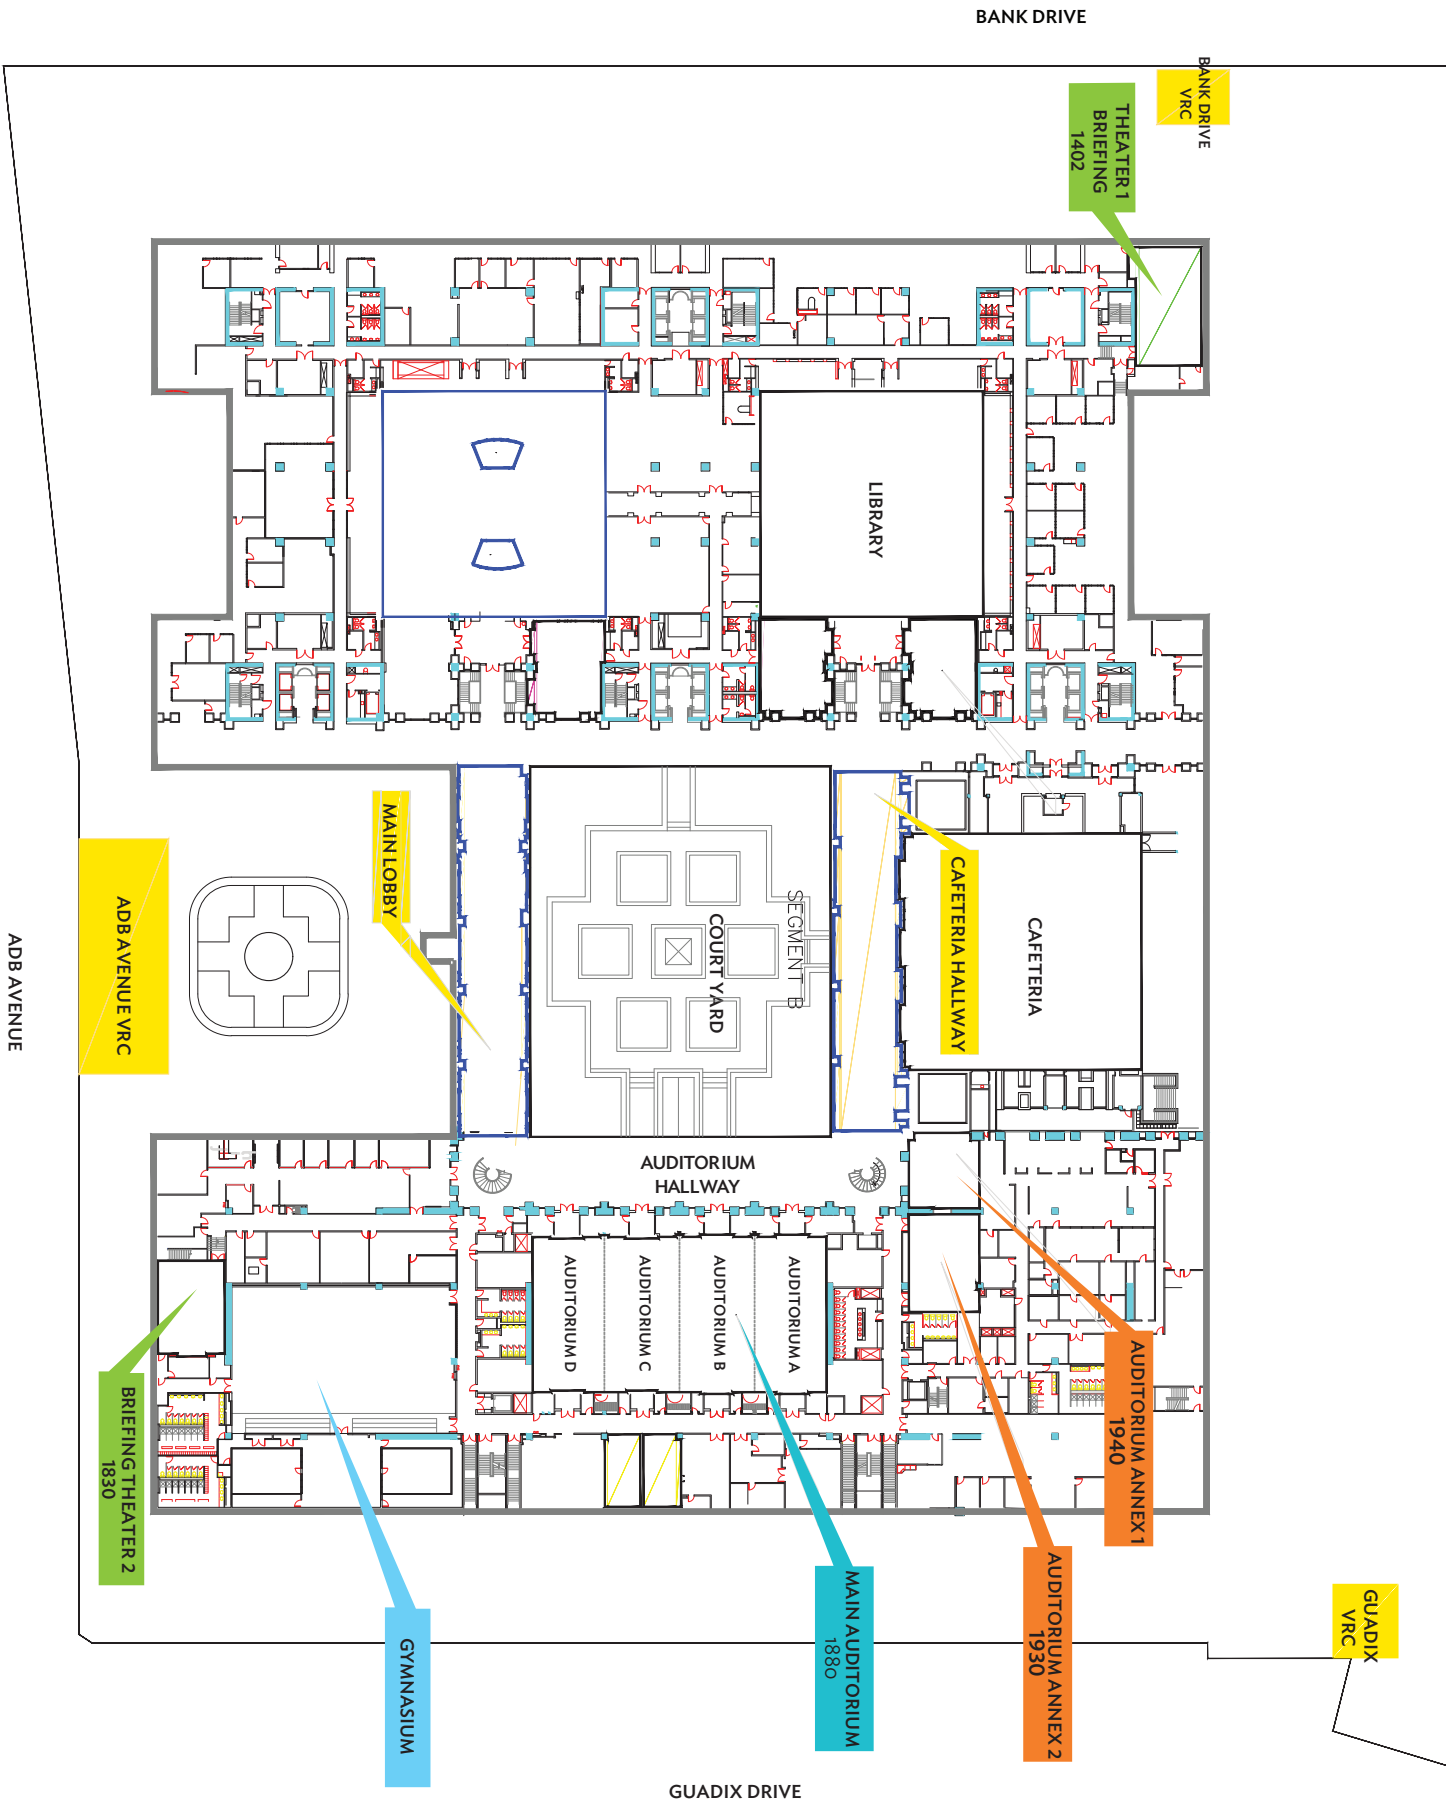 BANK DRIVE
BANK DRIVE
VRC
THEATER 1
BRIEFING
1402
LIBRARY
MAIN LOBBY
CAFETERIA HALLWAY
CAFETERIA
SEGMENT B
COURT YARD
ADB AVENUE VRC
ADB AVENUE
AUDITORIUM
HALLWAY
AUDITORIUM D
AUDITORIUM C
AUDITORIUM B
AUDITORIUM A
AUDITORIUM ANNEX 1
1940
BRIEFING THEATER 2
1830
AUDITORIUM ANNEX 2
1930
MAIN AUDITORIUM
1880
GYMNASIUM
GUADIX
VRC
GUADIX DRIVE